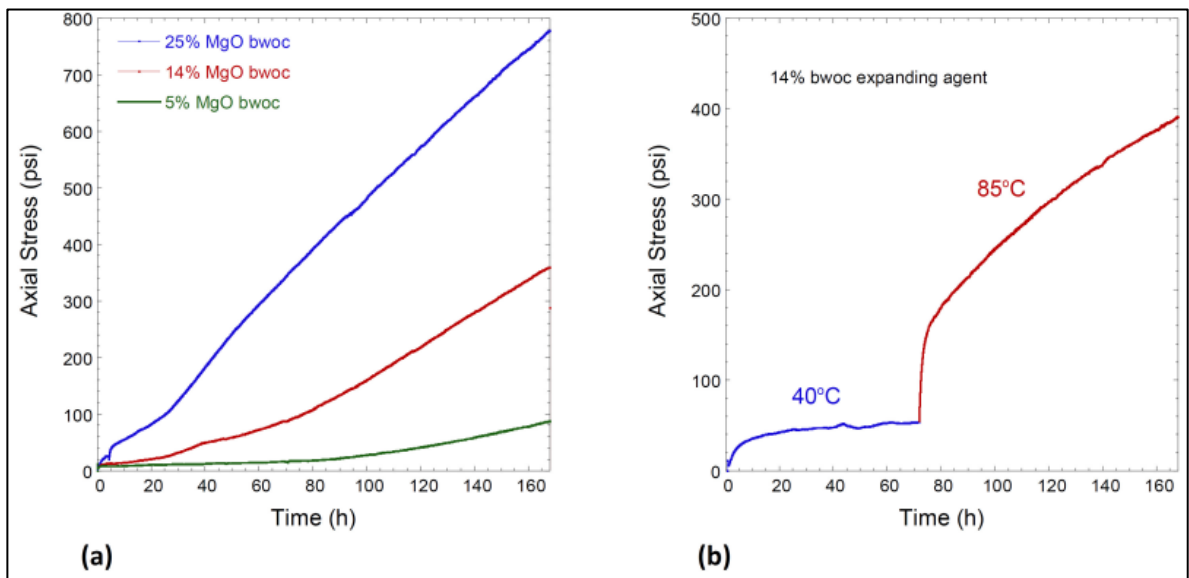 25% MgO bwoc
14% MgO bwoc
5% MgO bwoc
Axial Stress (psi)
800
700
600
500
400
300
200
100
0
0 20 40 60 80 100 120 140 160
Time (h)
(a)
14% bwoc expanding agent
40°C
85°C
Axial Stress (psi)
500
400
300
200
100
0
0 20 40 60 80 100 120 140 160
Time (h)
(b)